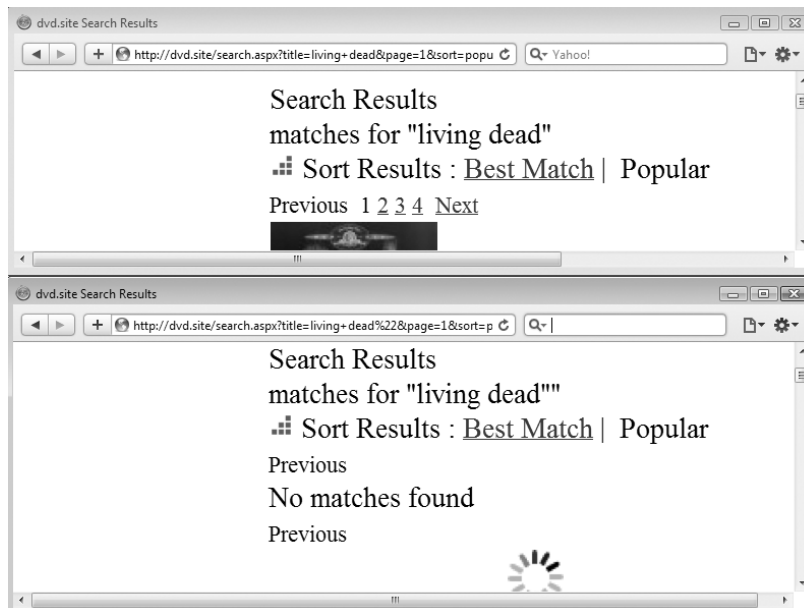 dvd.site Search Results
http://dvd.site/search.aspx?title=living+dead&page=1&sort=popu
Yahoo!
Search Results
matches for "living dead"
Sort Results : Best Match | Popular
Previous 1 2 3 4 Next
dvd.site Search Results
http://dvd.site/search.aspx?title=living+dead%22&page=1&sort=p
Search Results
matches for "living dead""
Sort Results : Best Match | Popular
Previous
No matches found
Previous